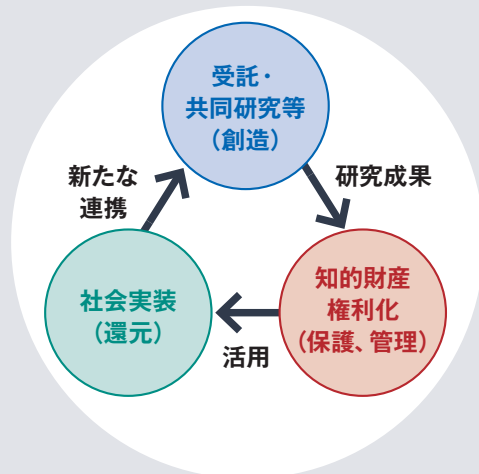 受託・
共同研究等
（創造）
新たな
連携
研究成果
社会実装
（還元）
知的財産
権利化
（保護、管理）
活用